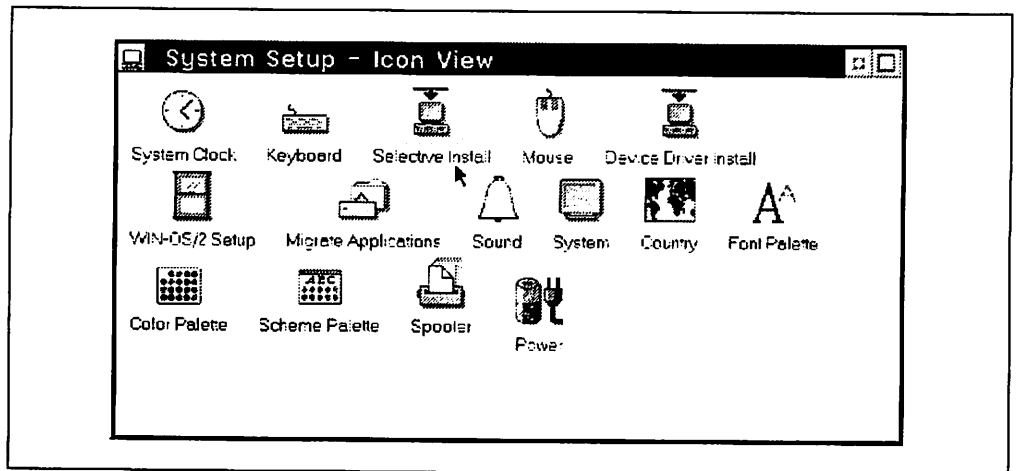 System Setup - Icon View
System Clock Keyboard Selective Install Mouse Device Driver Install
WIN-OS/2 Setup Migrate Applications Sound System Country Font Palette
ABC
Color Palette Scheme Palette Spooler
Power